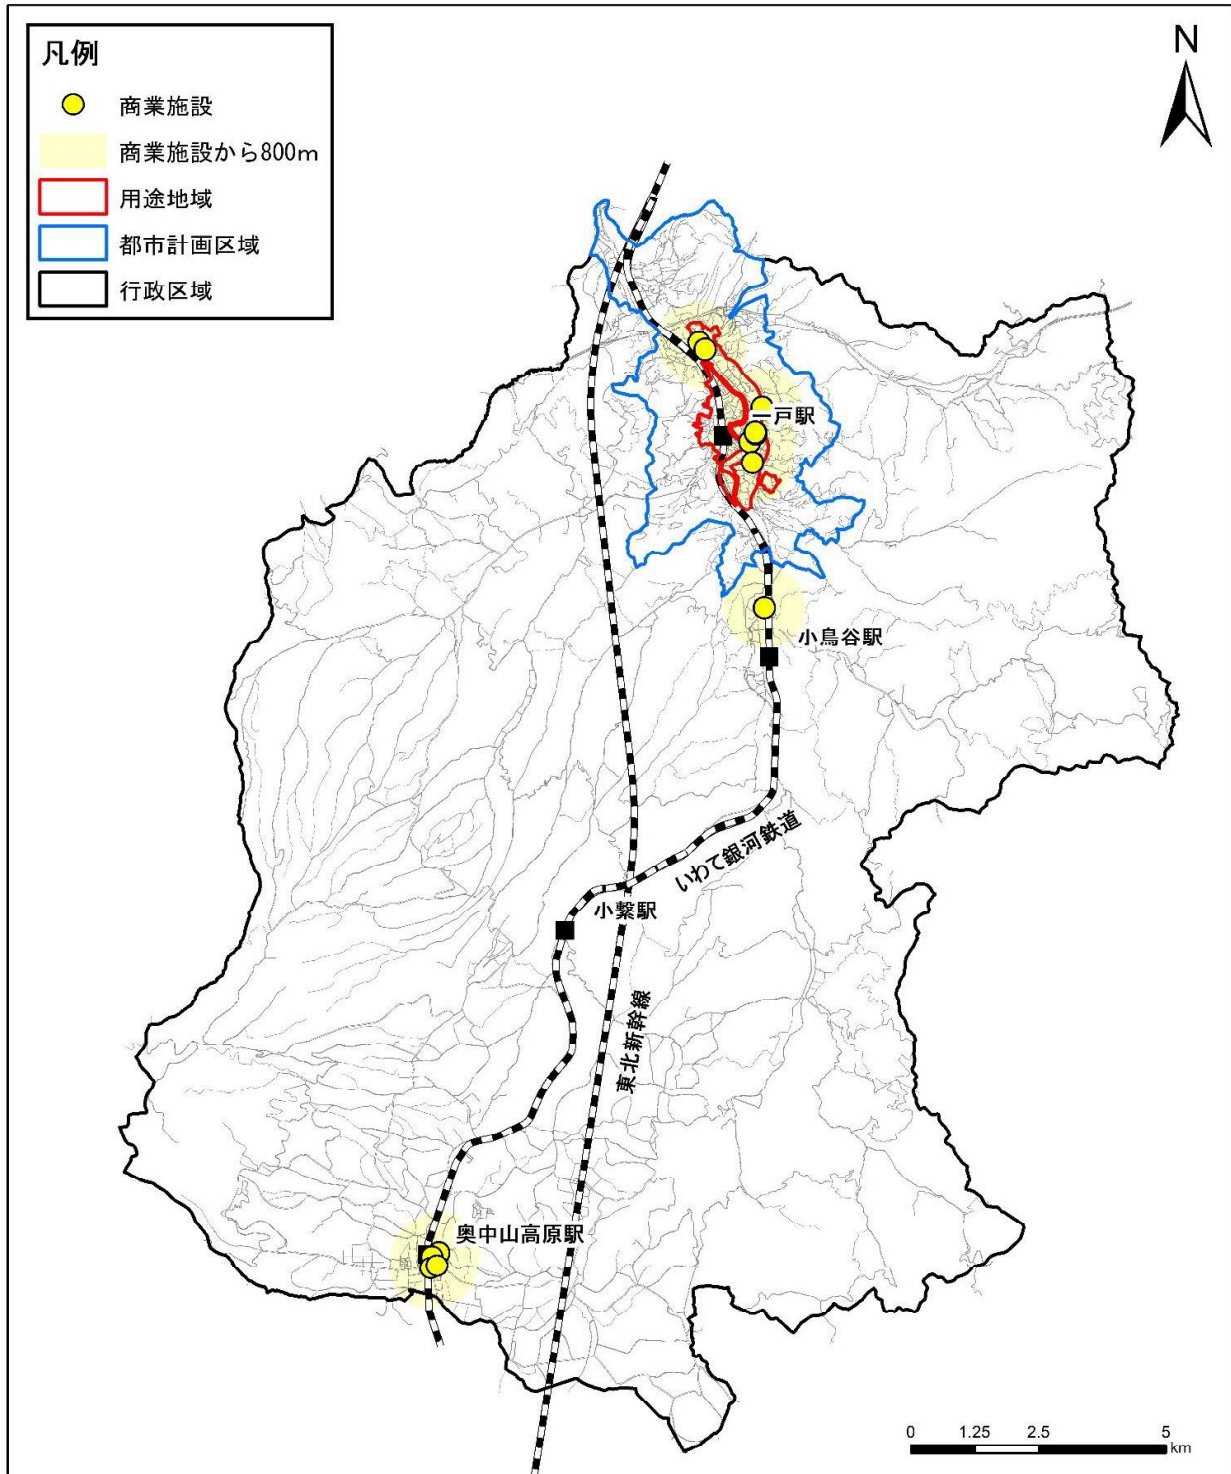 凡例
商業施設
商業施設から800m
用途地域
都市計画区域
行政区域
N
一戸駅
小鳥谷駅
いわて銀河鉄道
小繋駅
東北新幹線
奥中山高原駅
0 1.25 2.5 5
km